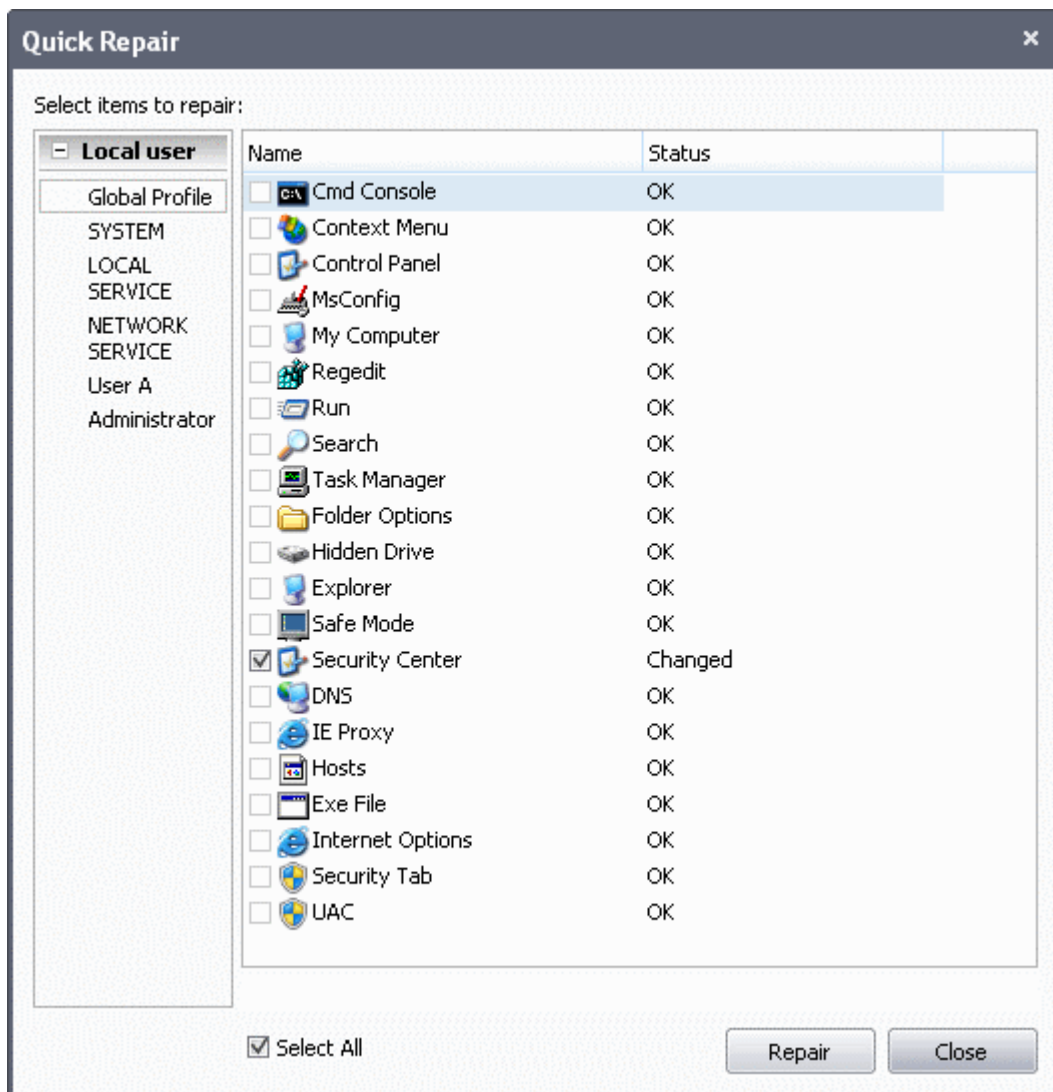 Quick Repair
Select items to repair:
Local user
Global Profile
SYSTEM
LOCAL
SERVICE
NETWORK
SERVICE
User A
Administrator
Name Status
C:\ Cmd Console OK
Context Menu OK
Control Panel OK
MsConfig OK
My Computer OK
Regedit OK
Run OK
Search OK
Task Manager OK
Folder Options OK
Hidden Drive OK
Explorer OK
Safe Mode OK
Security Center Changed
DNS OK
IE Proxy OK
Hosts OK
Exe File OK
Internet Options OK
Security Tab OK
UAC OK
Select All
Repair Close